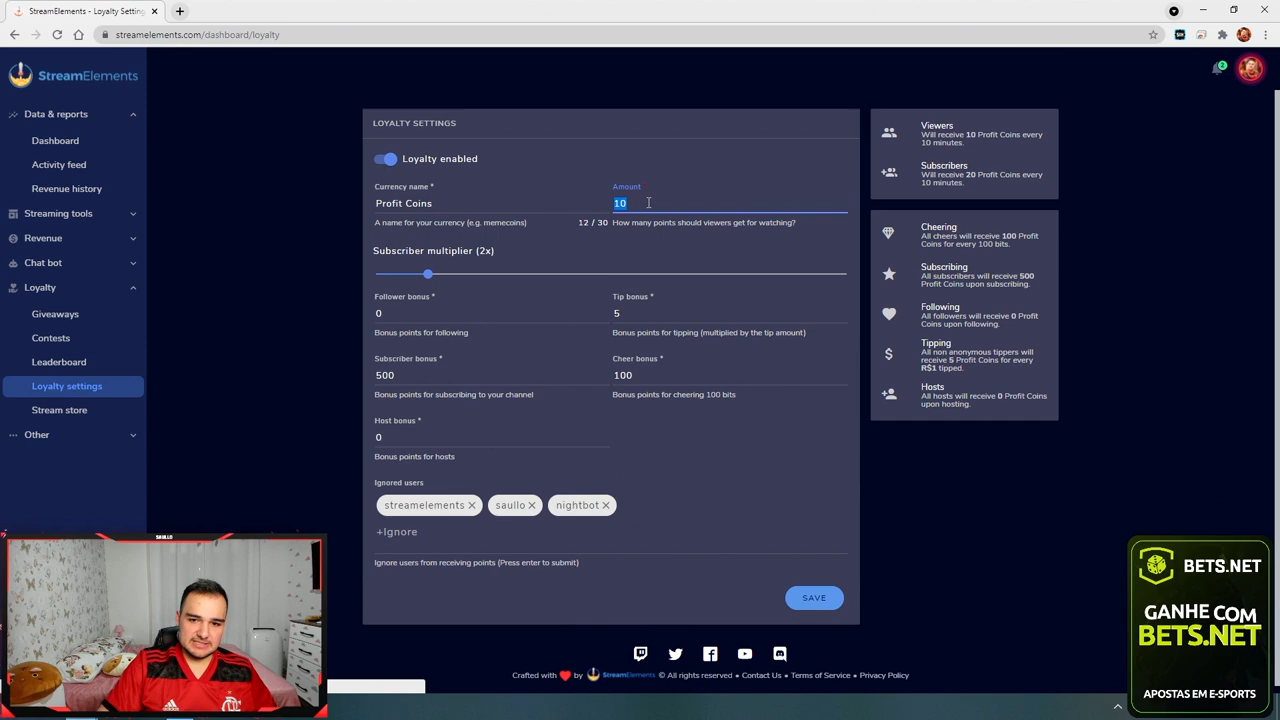 StreamElements - Loyalty Setting
streamelements.com/dashboard/loyalty
StreamElements
2
Data & reports
Dashboard
Activity feed
Revenue history
Streaming tools
Revenue
Chat bot
Loyalty
Giveaways
Contests
Leaderboard
Loyalty settings
Stream store
Other
LOYALTY SETTINGS
Loyalty enabled
Currency name *
Profit Coins
A name for your currency (e.g. memecoins)
12 / 30
Amount
10
How many points should viewers get for watching?
Subscriber multiplier (2x)
Follower bonus *
0
Bonus points for following
Tip bonus *
5
Bonus points for tipping (multiplied by the tip amount)
Subscriber bonus *
500
Bonus points for subscribing to your channel
Cheer bonus *
100
Bonus points for cheering 100 bits
Host bonus *
0
Bonus points for hosts
Ignored users
streamelements
saullo
nightbot
+Ignore
Ignore users from receiving points (Press enter to submit)
SAVE
Viewers
Will receive 10 Profit Coins every
10 minutes.
Subscribers
Will receive 20 Profit Coins every
10 minutes.
Cheering
All cheers will receive 100 Profit
Coins for every 100 bits.
Subscribing
All subscribers will receive 500
Profit Coins upon subscribing.
Following
All followers will receive 0 Profit
Coins upon following.
Tipping
All non anonymous tippers will
receive 5 Profit Coins for every
R$1 tipped.
Hosts
All hosts will receive 0 Profit Coins
upon hosting.
Crafted with by StreamElements © All rights reserved • Contact Us • Terms of Service • Privacy Policy
SAULLO
adidas
BETS.NET
GANHE COM
BETS.NET
APOSTAS EM E-SPORTS